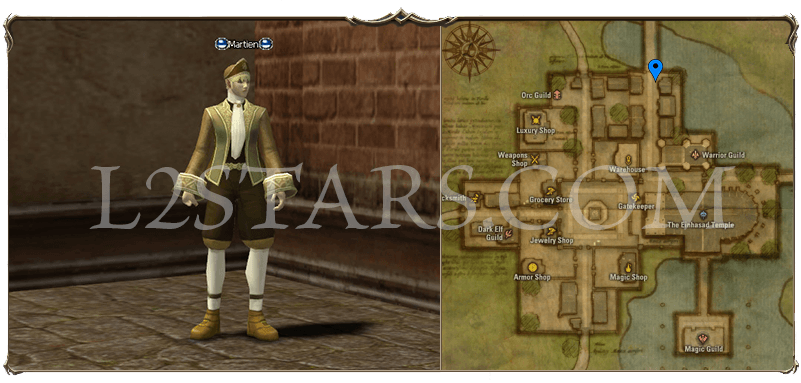 Martien
L2STARS.COM
Orc Guild
Luxury Shop
Weapons
Shop
Warehouse
Warrior Guild
cksmith
Grocery Store
Gatekeeper
Dark Elf
Guild
Jewelry Shop
The Einhasad Temple
Armor Shop
Magic Shop
Magic Guild